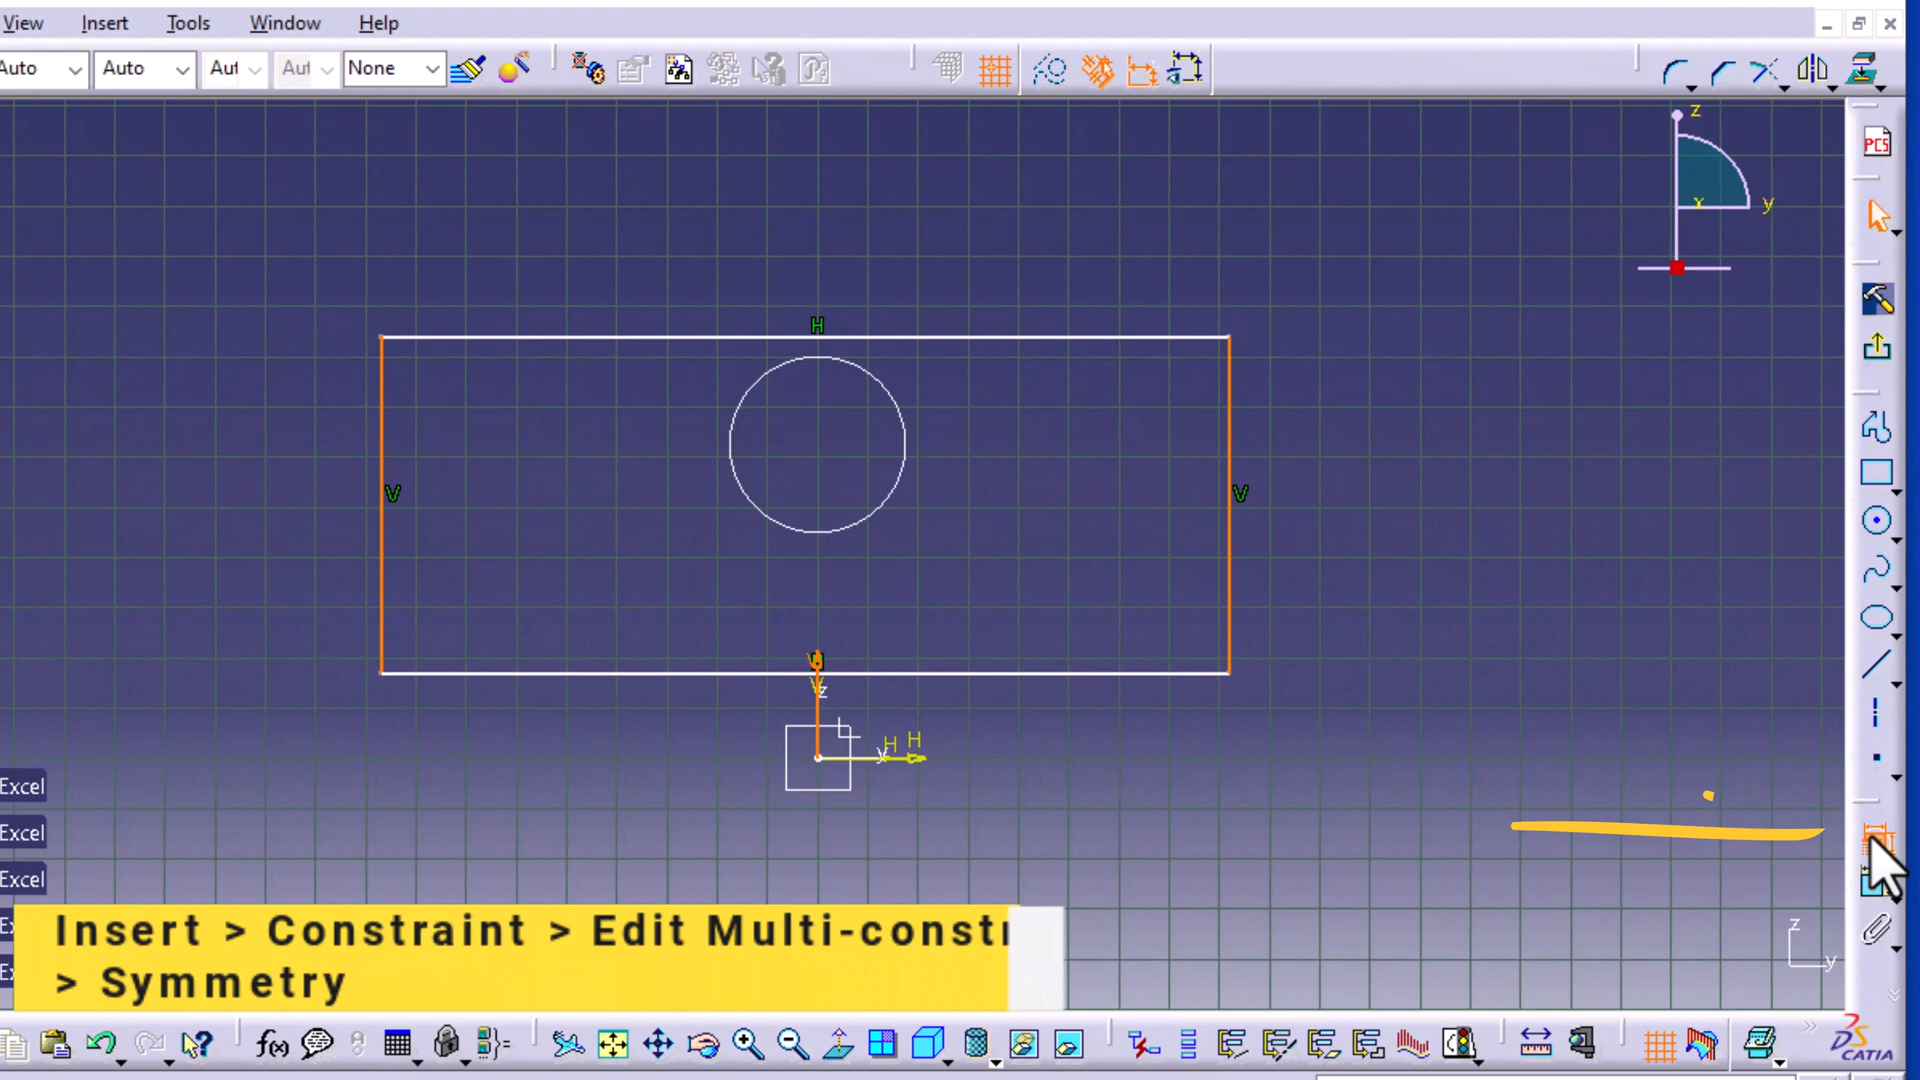 View Insert Tools Window Help
Auto Auto Aut Aut None
z
PCS
x y
H
V V
V
z
H H
y
Excel
Excel
Excel
Insert > Constraint > Edit Multi-constr
> Symmetry
z
y
f(x)
DS
CATIA